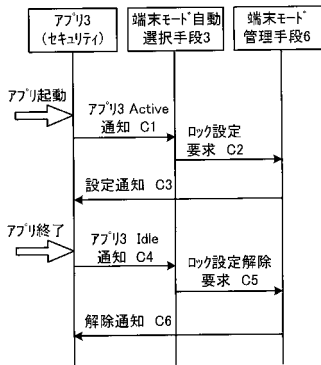 アプリ3
(セキュリティ)
端末モード自動
選択手段3
端末モード
管理手段6
アプリ起動
アプリ3 Active
通知 C1
ロック設定
要求 C2
設定通知 C3
アプリ終了
アプリ3 Idle
通知 C4
ロック設定解除
要求 C5
解除通知 C6